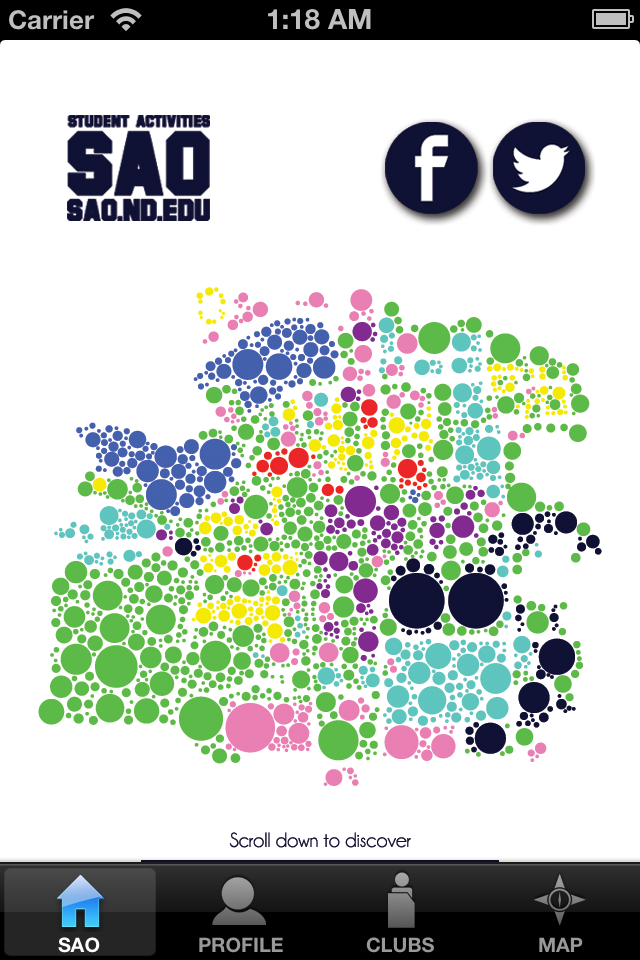 Carrier
1:18 AM
STUDENT ACTIVITIES
SAO
SAO.ND.EDU
f
Scroll down to discover
SAO
PROFILE
CLUBS
MAP